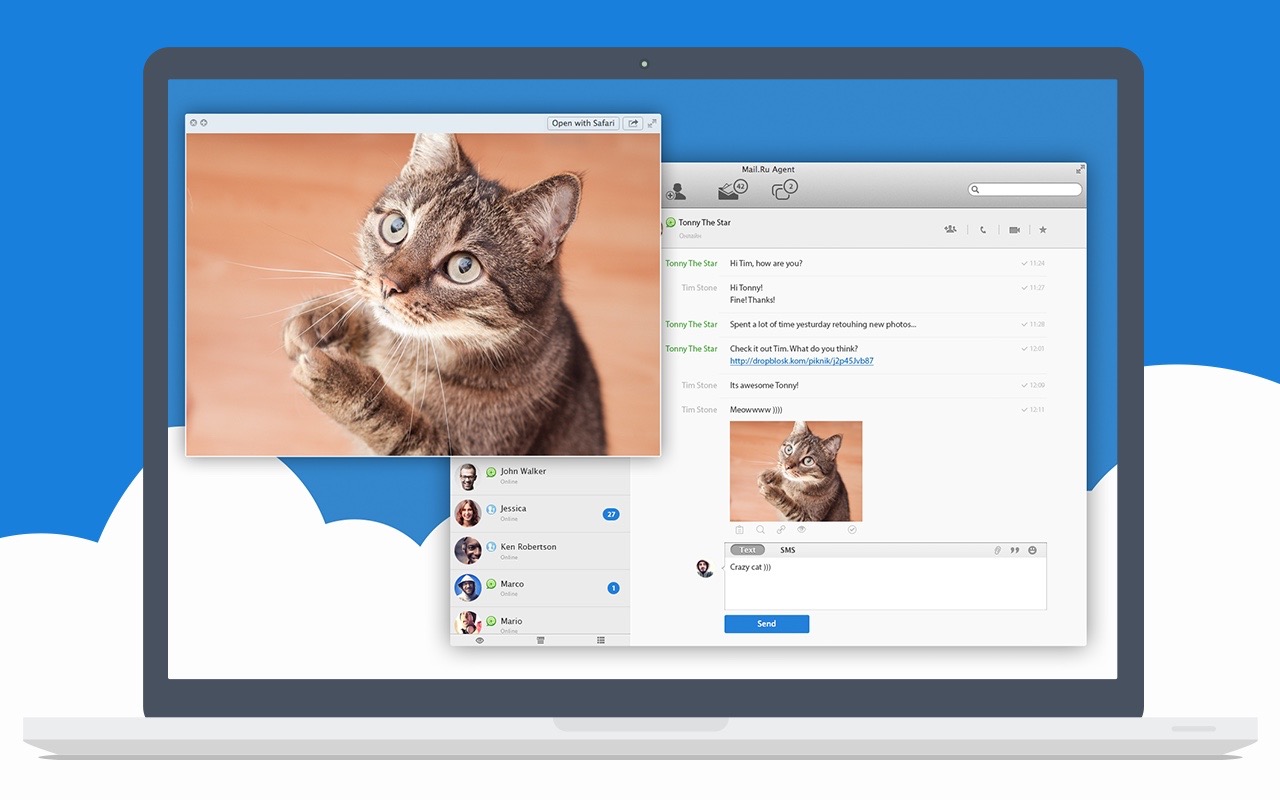 Open with Safari
Mail.Ru Agent
42
2
Tonny The Star
Онлайн
Tonny The Star Hi Tim, how are you? 11:24
Tim Stone Hi Tonny! 11:27
Fine! Thanks!
Tonny The Star Spent a lot of time yesturday retouhing new photos... 11:28
Tonny The Star Check it out Tim. What do you think? 12:01
http://dropblosk.kom/piknik/j2p45Jvb87
Tim Stone Its awesome Tonny! 12:09
Tim Stone Meowwww )))) 12:11
John Walker
Online
Jessica
Online
27
Ken Robertson
Online
Marco
Online
1
Mario
Online
Text SMS
Crazy cat )))
Send